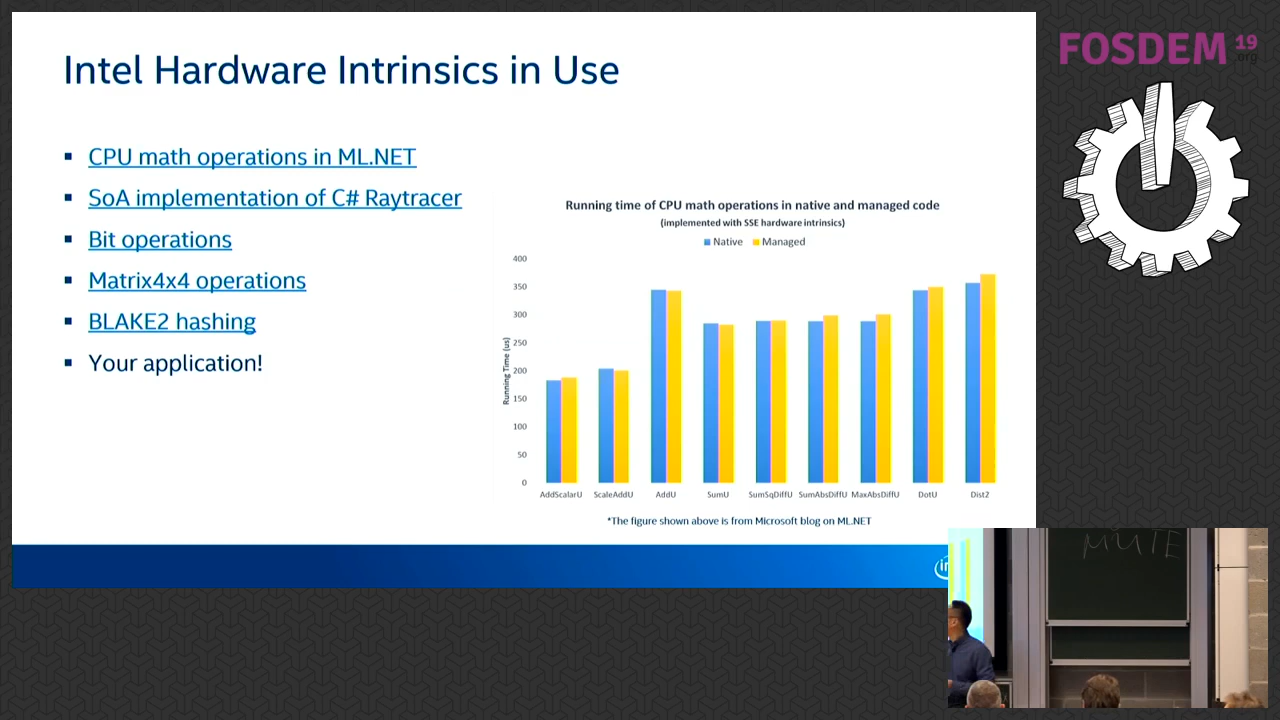 Intel Hardware Intrinsics in Use
CPU math operations in ML.NET
SoA implementation of C# Raytracer
Bit operations
Matrix4x4 operations
BLAKE2 hashing
Your application!
Running time of CPU math operations in native and managed code
(implemented with SSE hardware intrinsics)
Native Managed
Running Time (us)
400
350
300
250
200
150
100
50
0
AddScalarU ScaleAddU AddU SumU SumSqDiffU SumAbsDiffU MaxAbsDiffU DotU Dist2
*The figure shown above is from Microsoft blog on ML.NET
FOSDEM 19
.org
MUTE